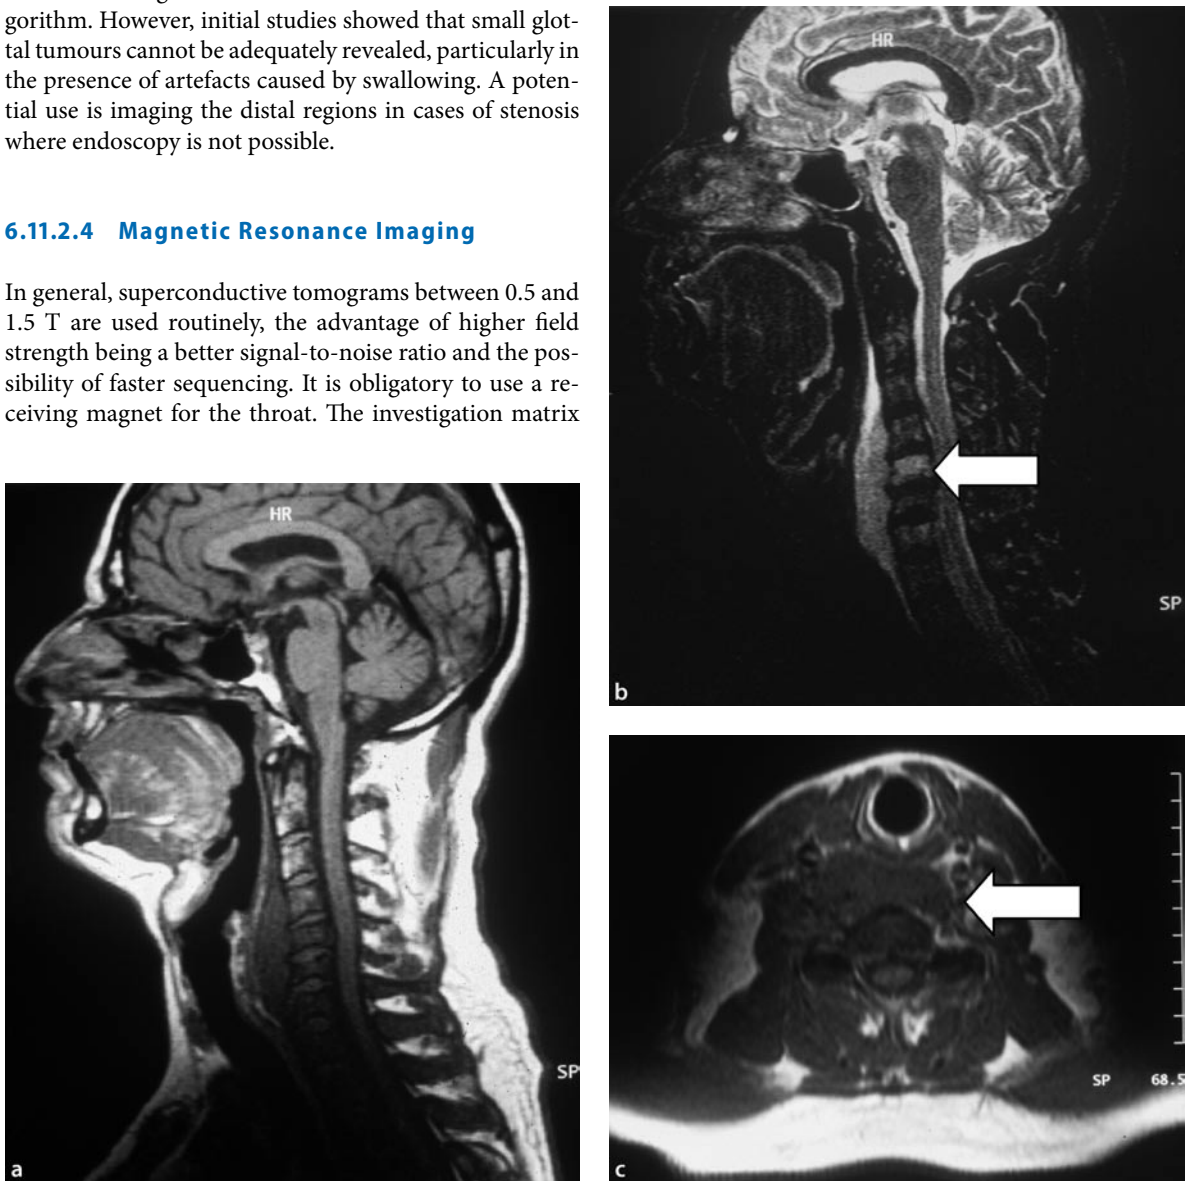 gorithm. However, initial studies showed that small glot-
tal tumours cannot be adequately revealed, particularly in
the presence of artefacts caused by swallowing. A poten-
tial use is imaging the distal regions in cases of stenosis
where endoscopy is not possible.
6.11.2.4 Magnetic Resonance Imaging
In general, superconductive tomograms between 0.5 and
1.5 T are used routinely, the advantage of higher field
strength being a better signal-to-noise ratio and the pos-
sibility of faster sequencing. It is obligatory to use a re-
ceiving magnet for the throat. The investigation matrix
HR
SP
a
HR
SP
b
SP 68.5
c